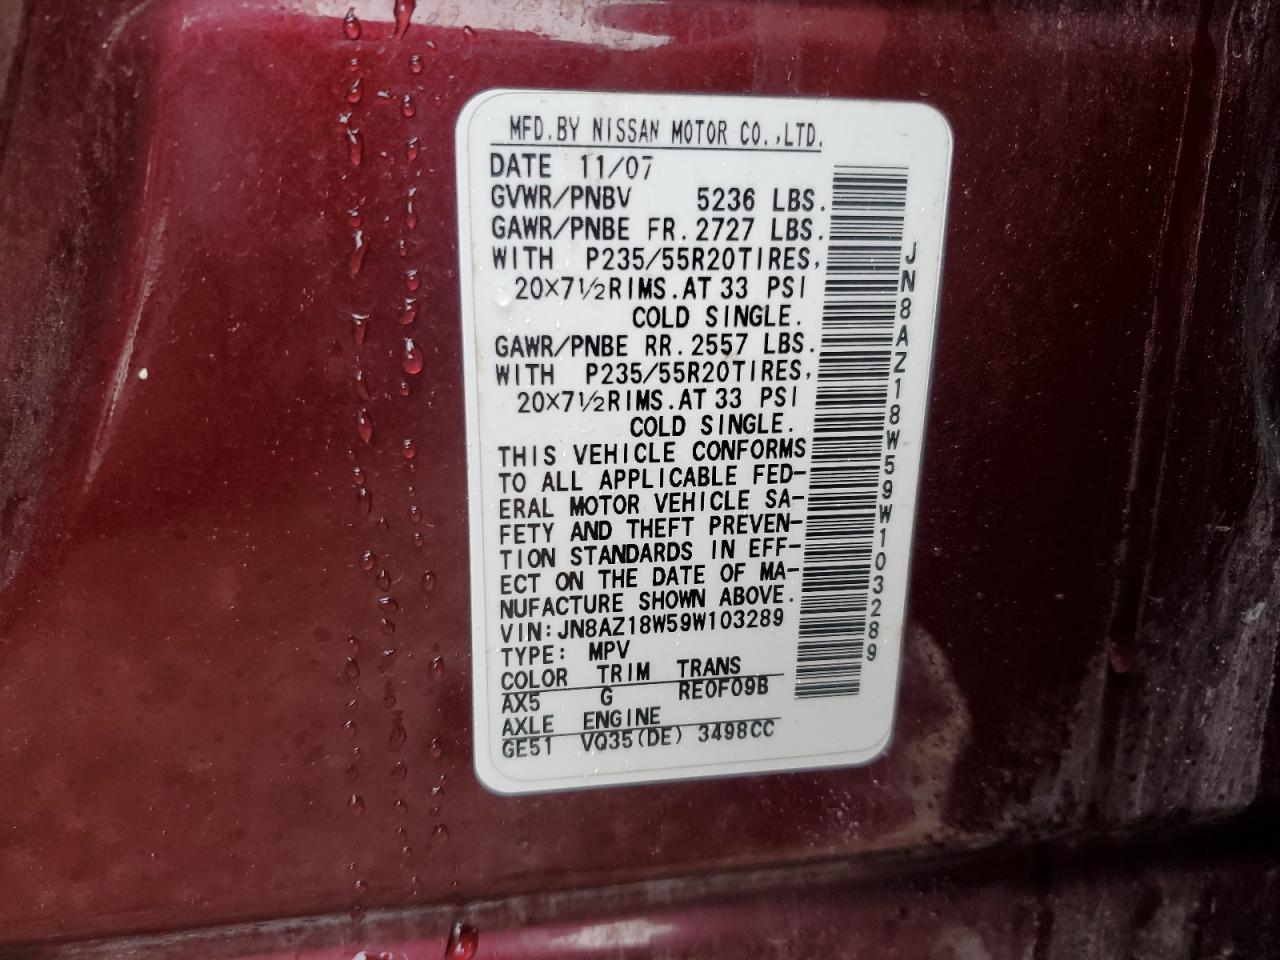 MFD.BY NISSAN MOTOR CO.,LTD.
DATE 11/07
GVWR/PNBV 5236 LBS.
GAWR/PNBE FR. 2727 LBS.
WITH P235/55R20TIRES,
20×7½RIMS.AT 33 PSI
COLD SINGLE.
GAWR/PNBE RR. 2557 LBS.
WITH P235/55R20TIRES,
20×7½RIMS.AT 33 PSI
COLD SINGLE.
THIS VEHICLE CONFORMS
TO ALL APPLICABLE FED-
ERAL MOTOR VEHICLE SA-
FETY AND THEFT PREVEN-
TION STANDARDS IN EFF-
ECT ON THE DATE OF MA-
NUFACTURE SHOWN ABOVE.
VIN:JN8AZ18W59W103289
TYPE: MPV
COLOR TRIM TRANS
AX5 G RE0F09B
AXLE ENGINE
GE51 VQ35(DE) 3498CC
JN8AZ18W59W103289